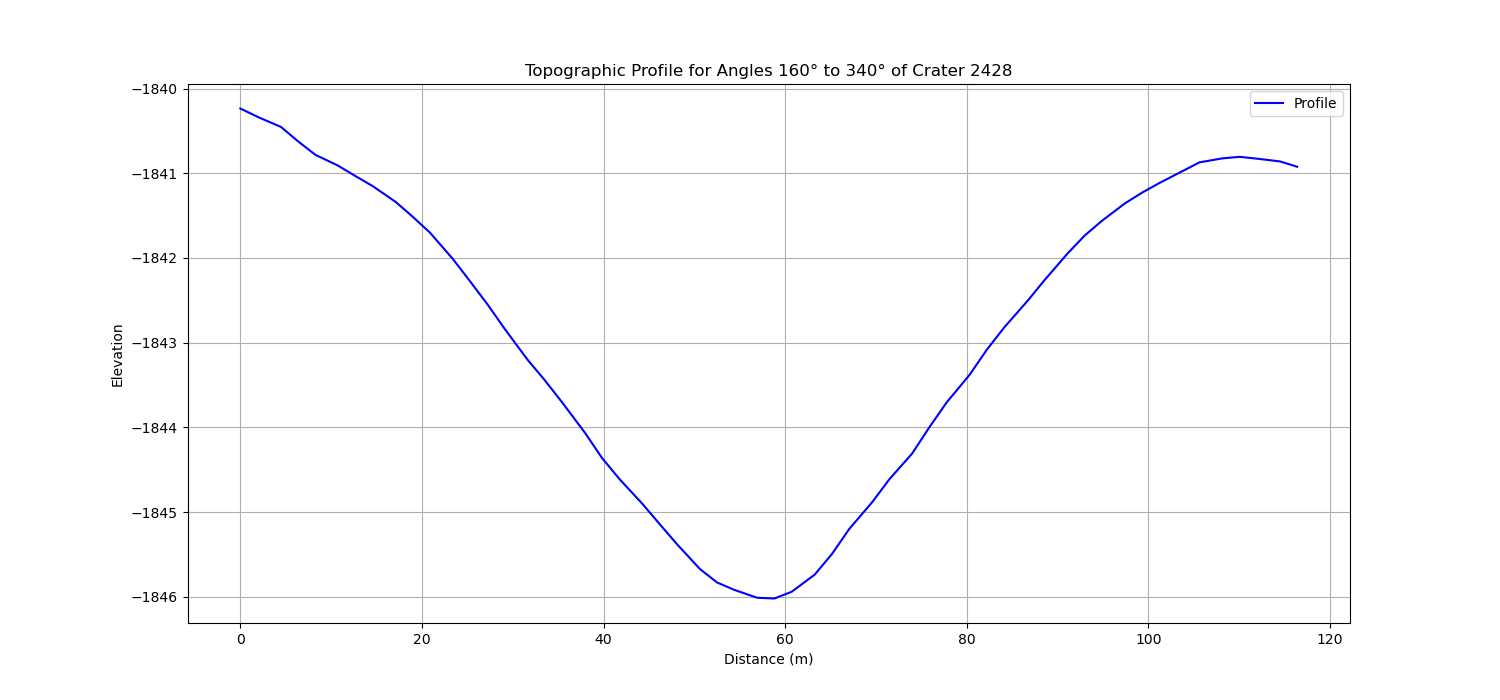 Topographic Profile for Angles 160° to 340° of Crater 2428
Profile
−1840
−1841
−1842
−1843
−1844
−1845
−1846
Elevation
0 20 40 60 80 100 120
Distance (m)